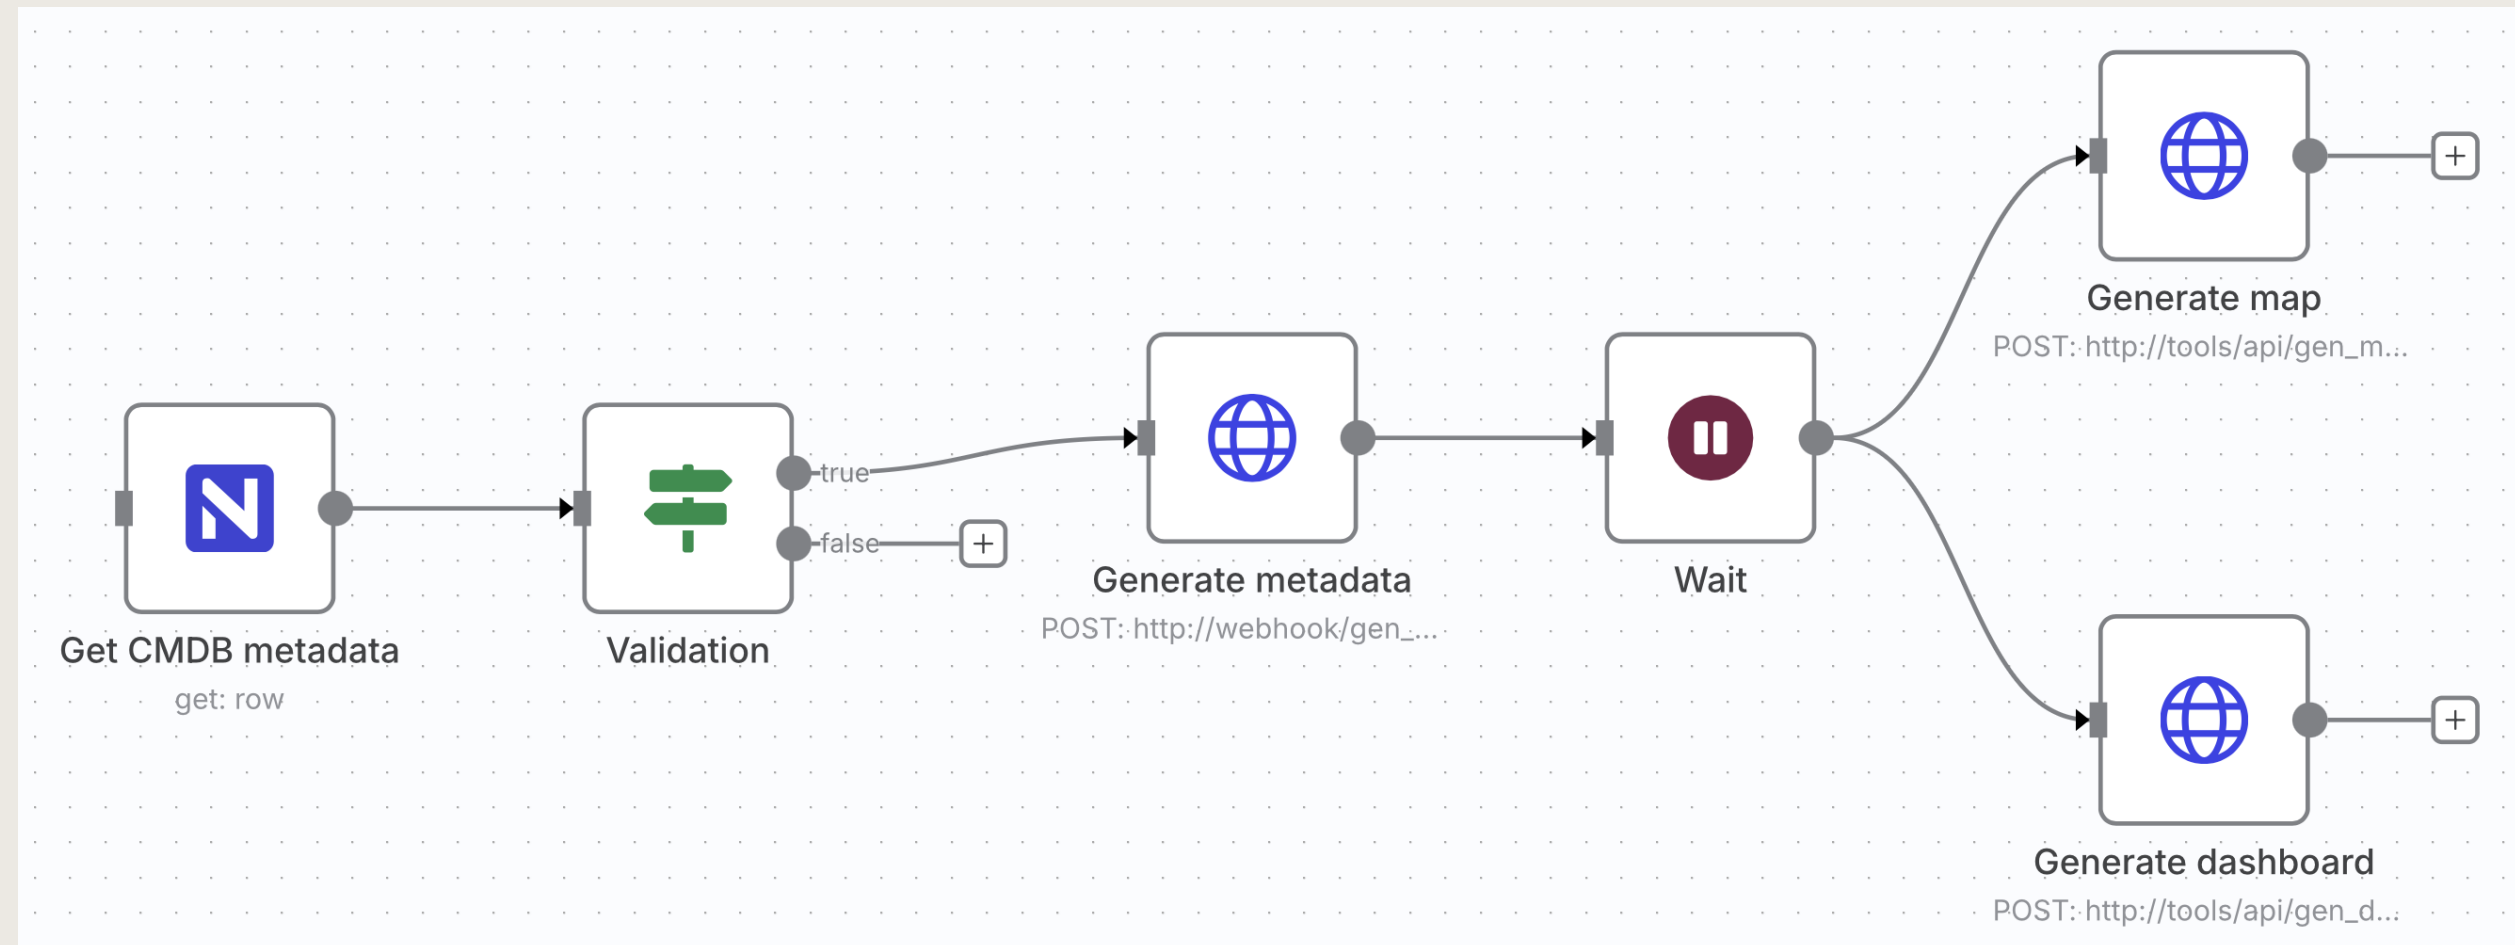 Get CMDB metadata
get: row
Validation
true
false
Generate metadata
POST: http://webhook/gen_...
Wait
Generate map
POST: http://tools/api/gen_m...
Generate dashboard
POST: http://tools/api/gen_d...